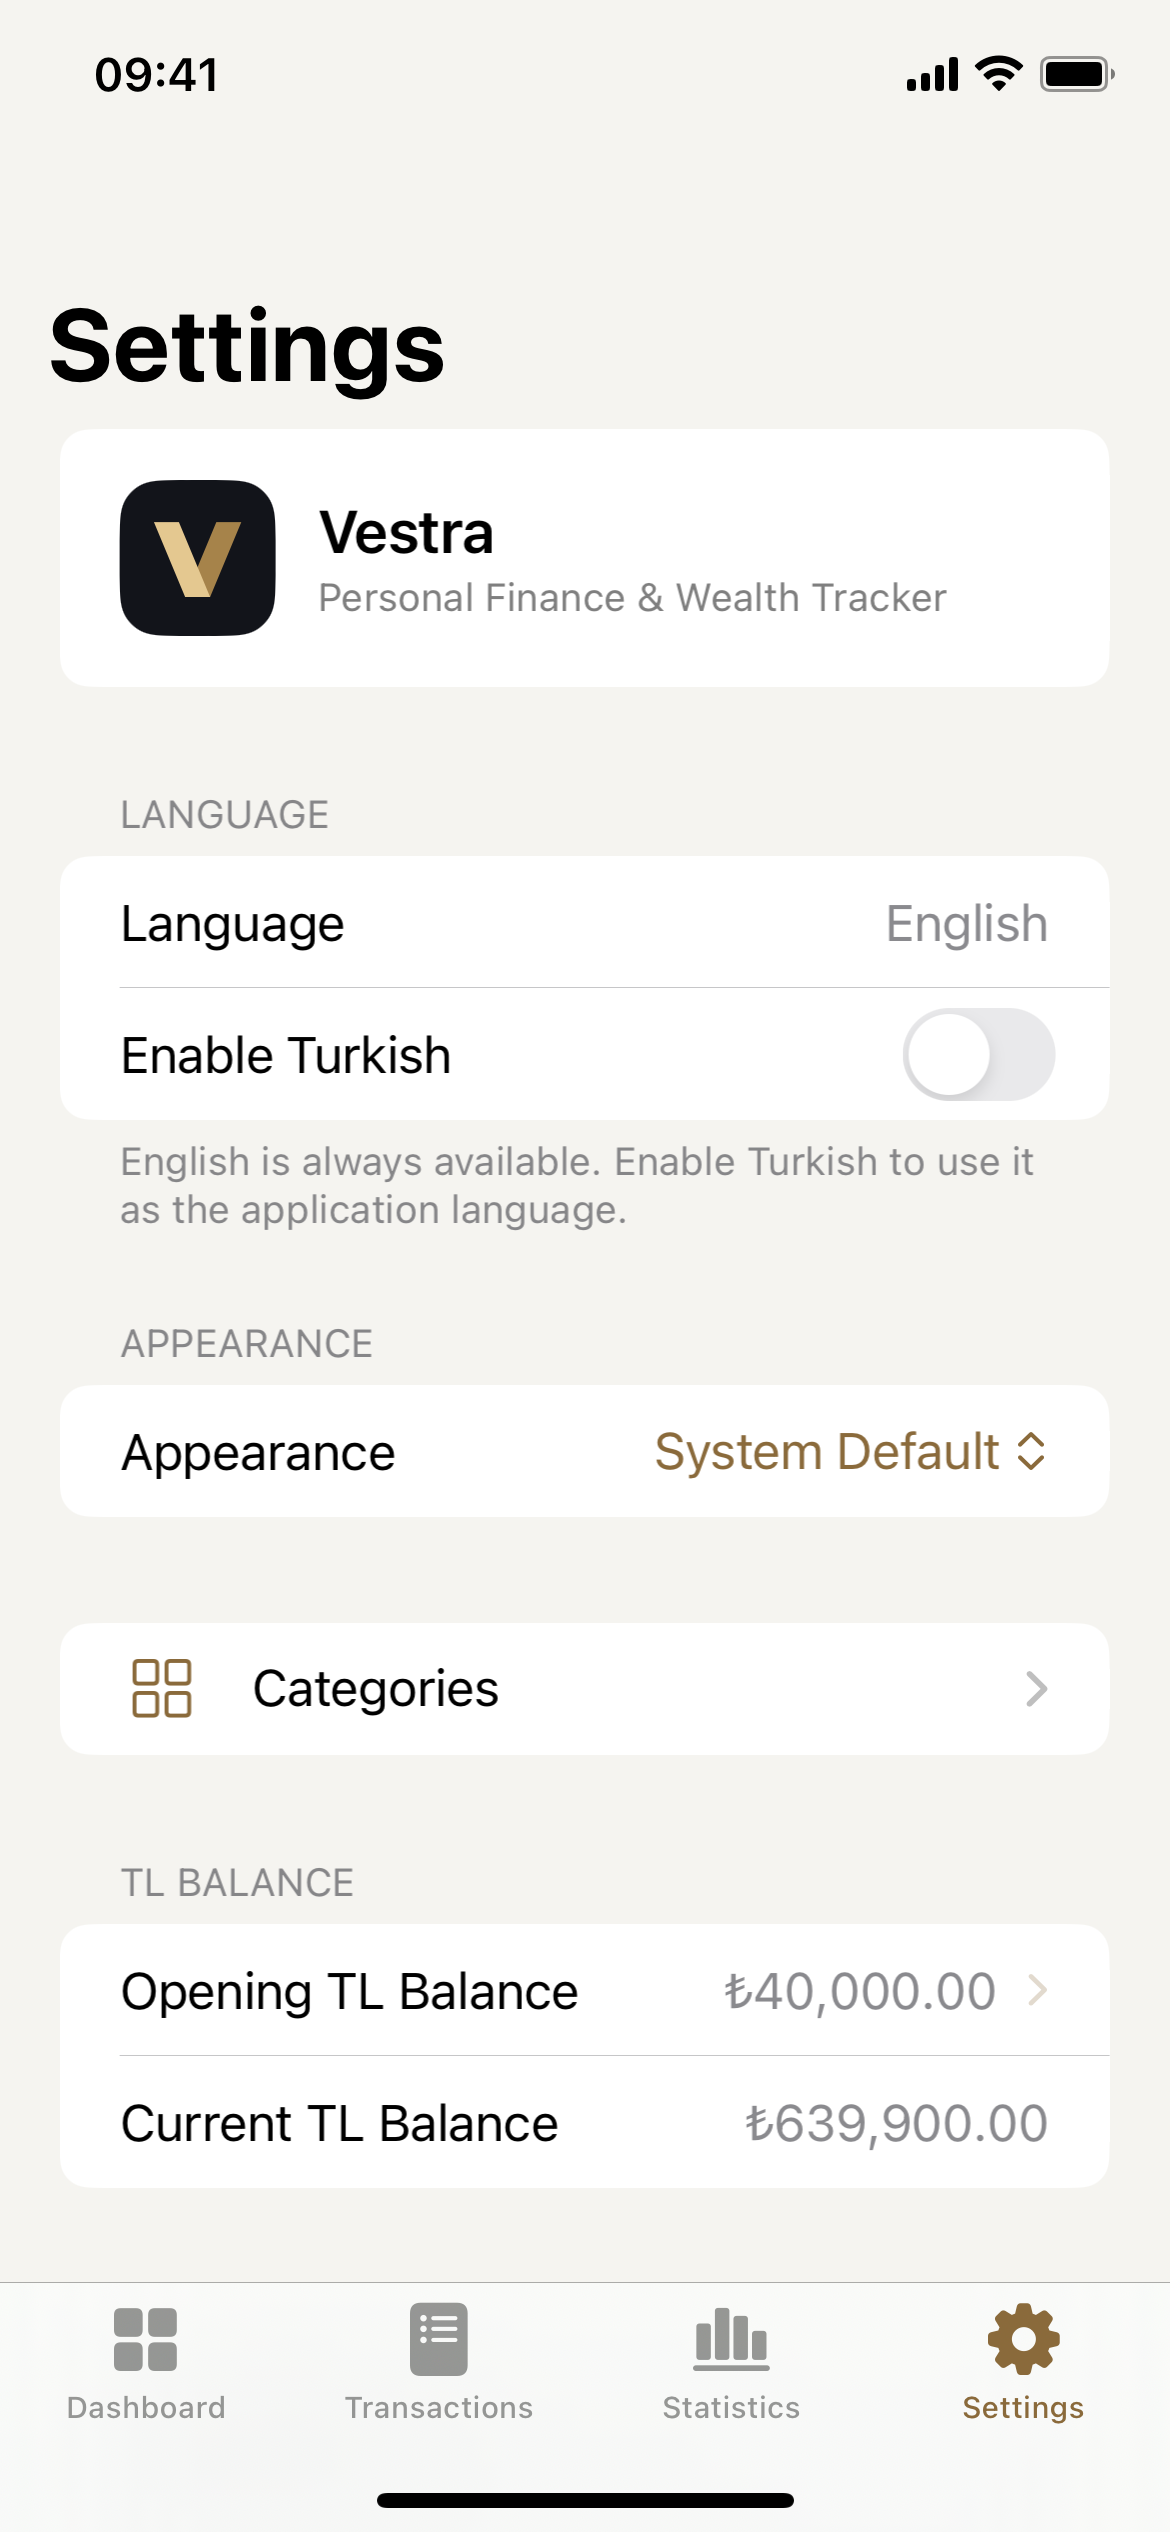 09:41
Settings
Vestra
Personal Finance & Wealth Tracker
LANGUAGE
Language English
Enable Turkish
English is always available. Enable Turkish to use it
as the application language.
APPEARANCE
Appearance System Default
Categories
TL BALANCE
Opening TL Balance ₺40,000.00
Current TL Balance ₺639,900.00
Dashboard Transactions Statistics Settings